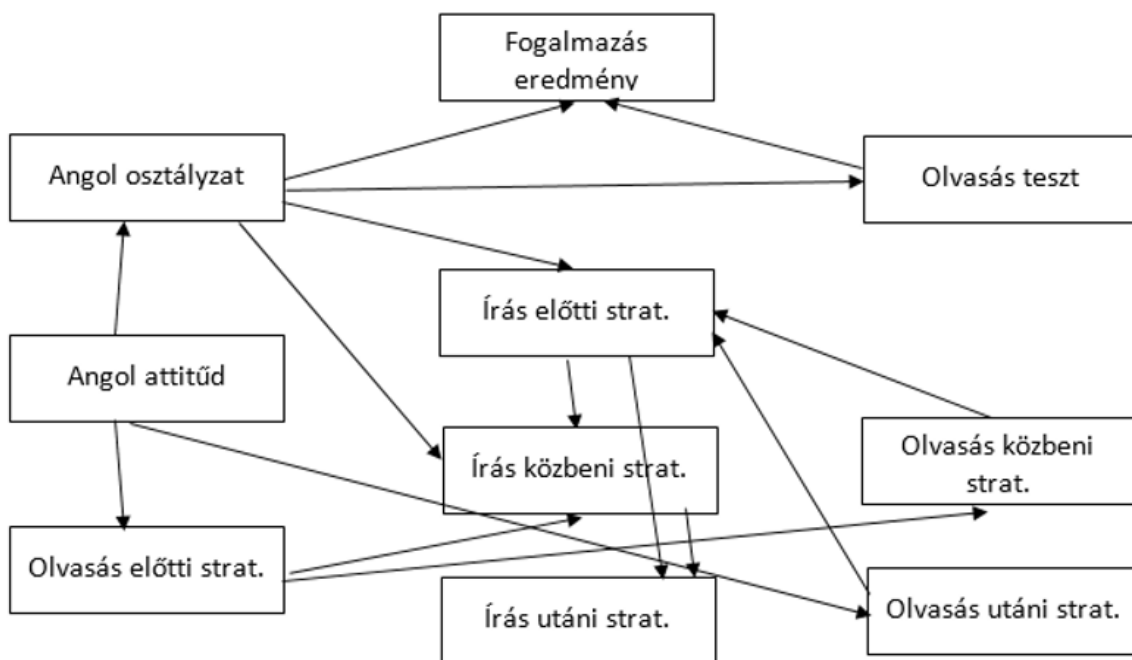 Fogalmazás
eredmény
Angol osztályzat
Olvasás teszt
Írás előtti strat.
Angol attitűd
Írás közbeni strat.
Olvasás közbeni
strat.
Olvasás előtti strat.
Írás utáni strat.
Olvasás utáni strat.